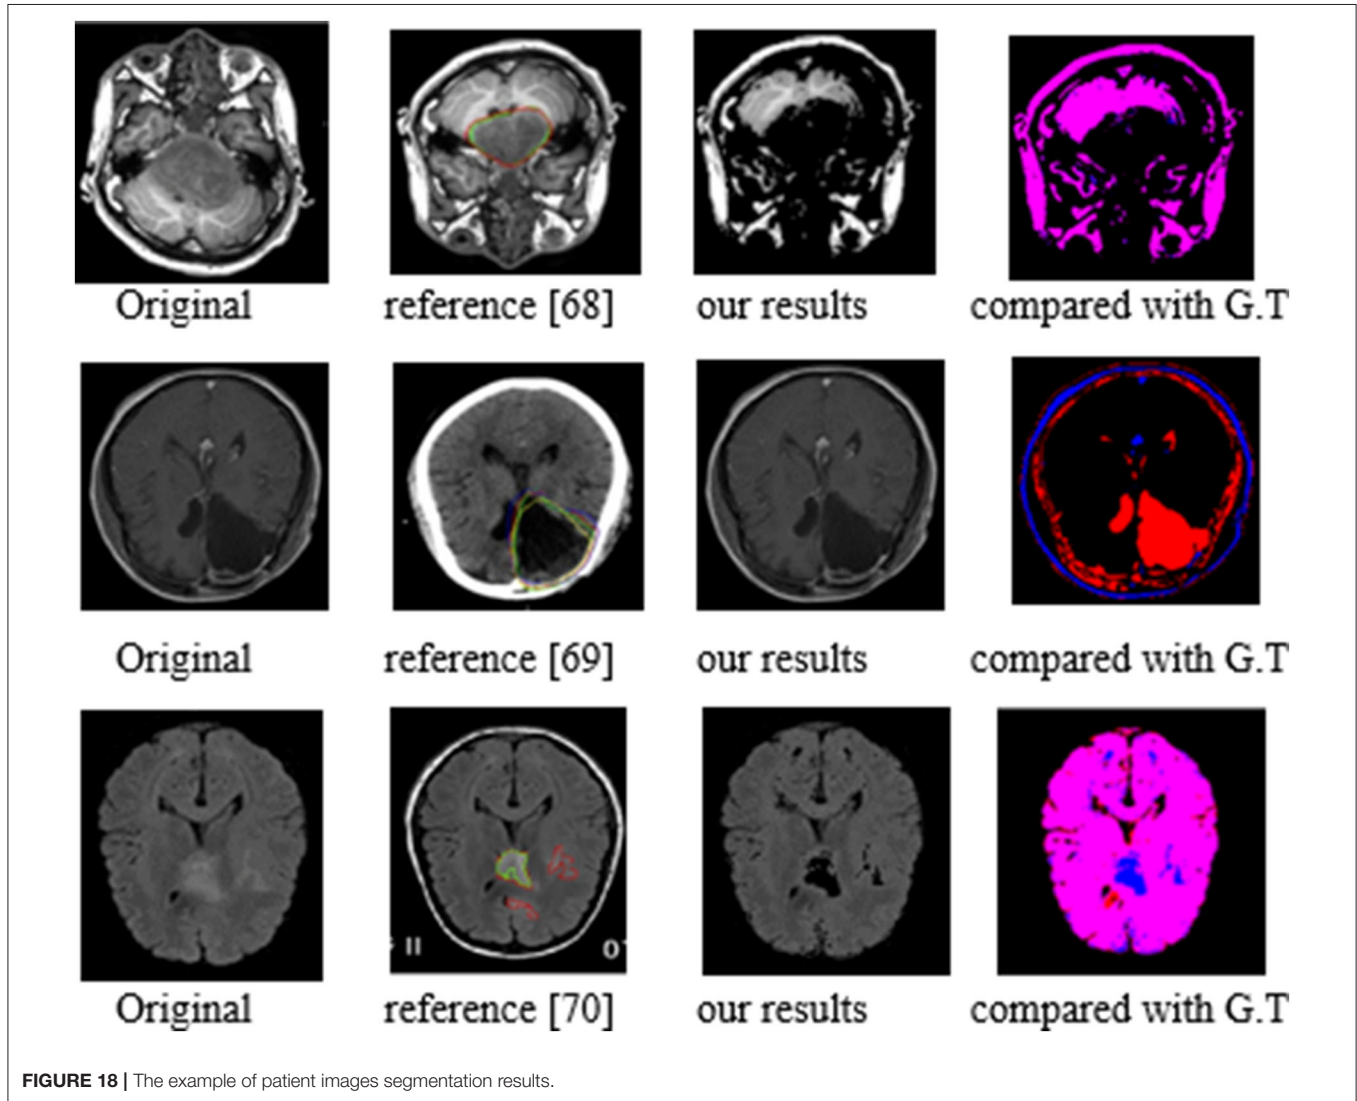 Original reference [68] our results compared with G.T
Original reference [69] our results compared with G.T
II
Original reference [70] our results compared with G.T
FIGURE 18 | The example of patient images segmentation results.